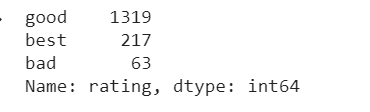 good 1319
best 217
bad 63
Name: rating, dtype: int64